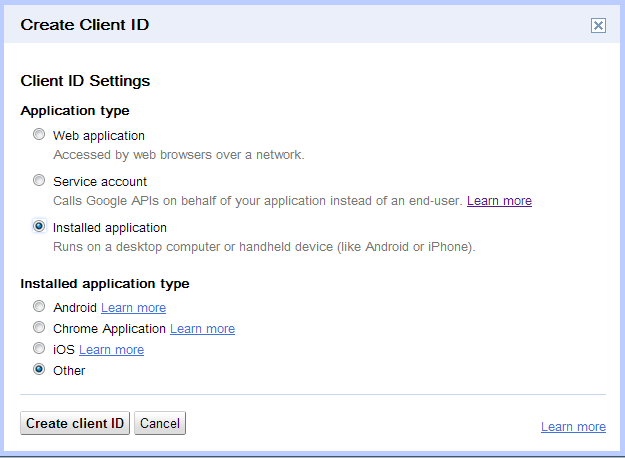 Create Client ID
Client ID Settings
Application type
Web application
Accessed by web browsers over a network.
Service account
Calls Google APIs on behalf of your application instead of an end-user. Learn more
Installed application
Runs on a desktop computer or handheld device (like Android or iPhone).
Installed application type
Android Learn more
Chrome Application Learn more
iOS Learn more
Other
Create client ID Cancel
Learn more